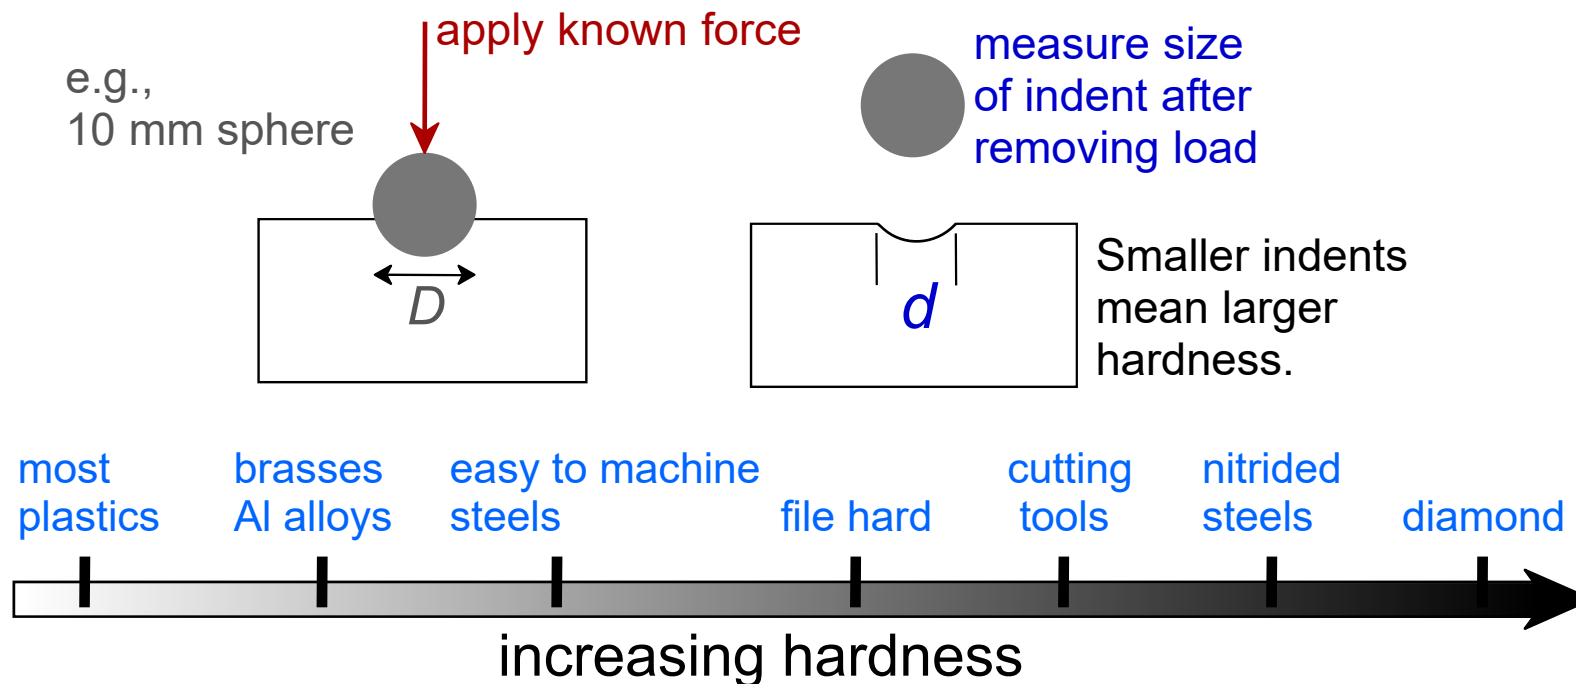 apply known force
e.g.,
10 mm sphere
D
measure size
of indent after
removing load
d
Smaller indents
mean larger
hardness.
most
plastics
brasses
Al alloys
easy to machine
steels
file hard
cutting
tools
nitrided
steels
diamond
increasing hardness